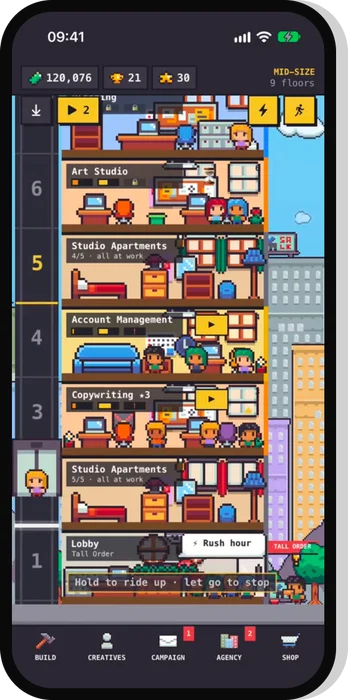 09:41
120,076
21
30
MID-SIZE
9 floors
2
6
Art Studio
5
Studio Apartments
4/5 · all at work
4
Account Management
3
Copywriting ★3
Studio Apartments
5/5 · all at work
1
Lobby
Tall Order
⚡ Rush hour
TALL ORDER
Hold to ride up · let go to stop
1
2
BUILD
CREATIVES
CAMPAIGN
AGENCY
SHOP